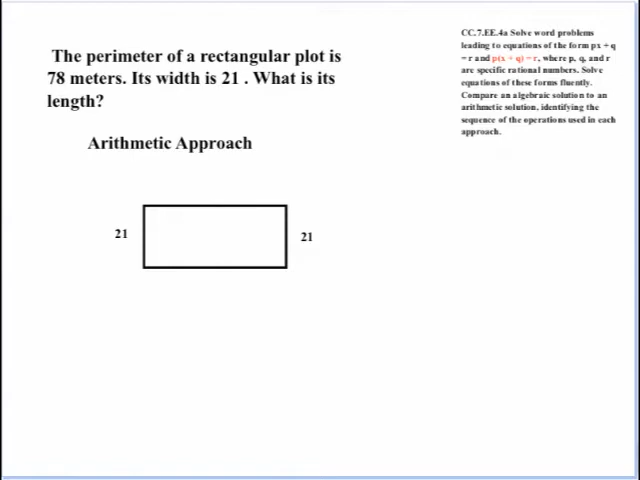 The perimeter of a rectangular plot is
78 meters. Its width is 21 . What is its
length?
Arithmetic Approach
21
21
CC.7.EE.4a Solve word problems
leading to equations of the form px + q
= r and p(x + q) = r, where p, q, and r
are specific rational numbers. Solve
equations of these forms fluently.
Compare an algebraic solution to an
arithmetic solution, identifying the
sequence of the operations used in each
approach.